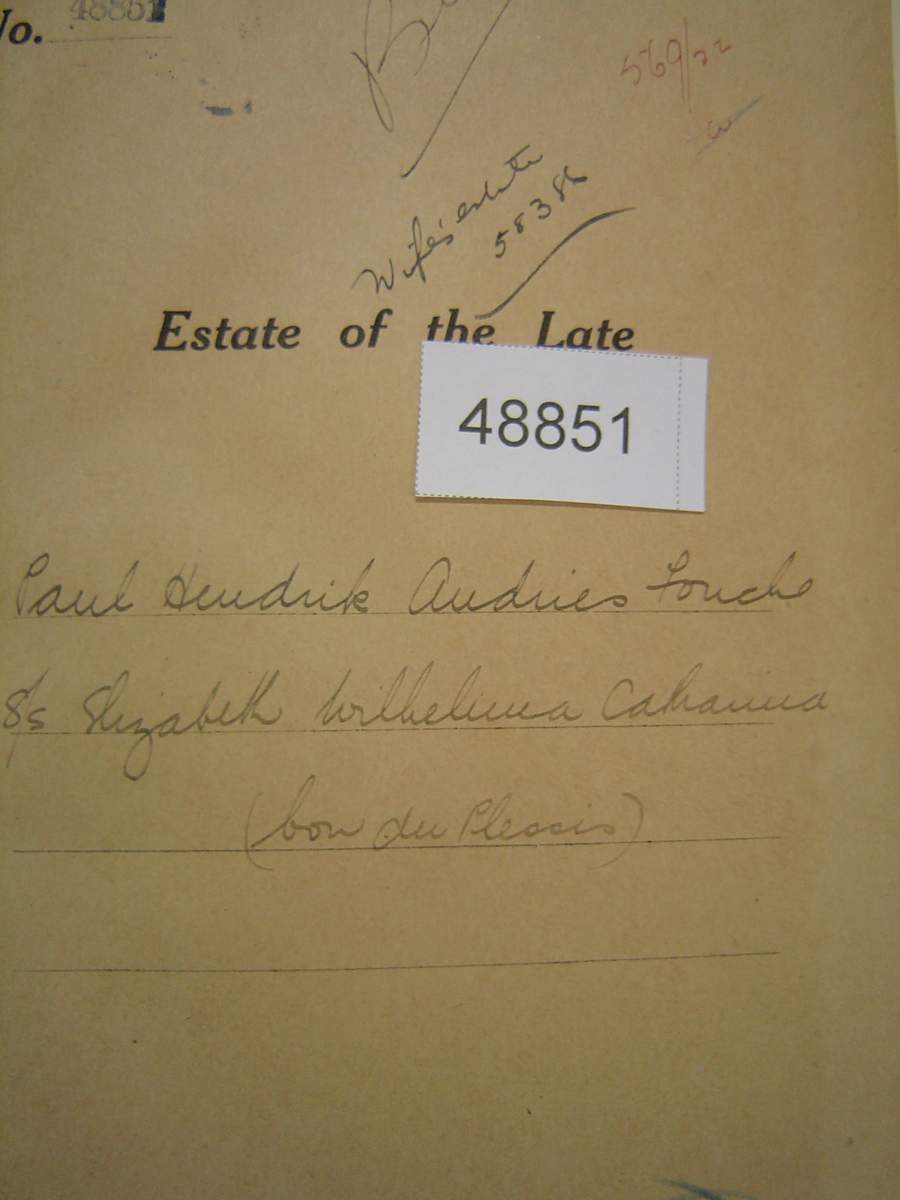 No. 48851
569/22
Wife's estate
58386
Estate of the Late
48851
Paul Hendrik Andries Fouche
S/s Elizabeth Wilhelmina Catharina
(born du Plessis)